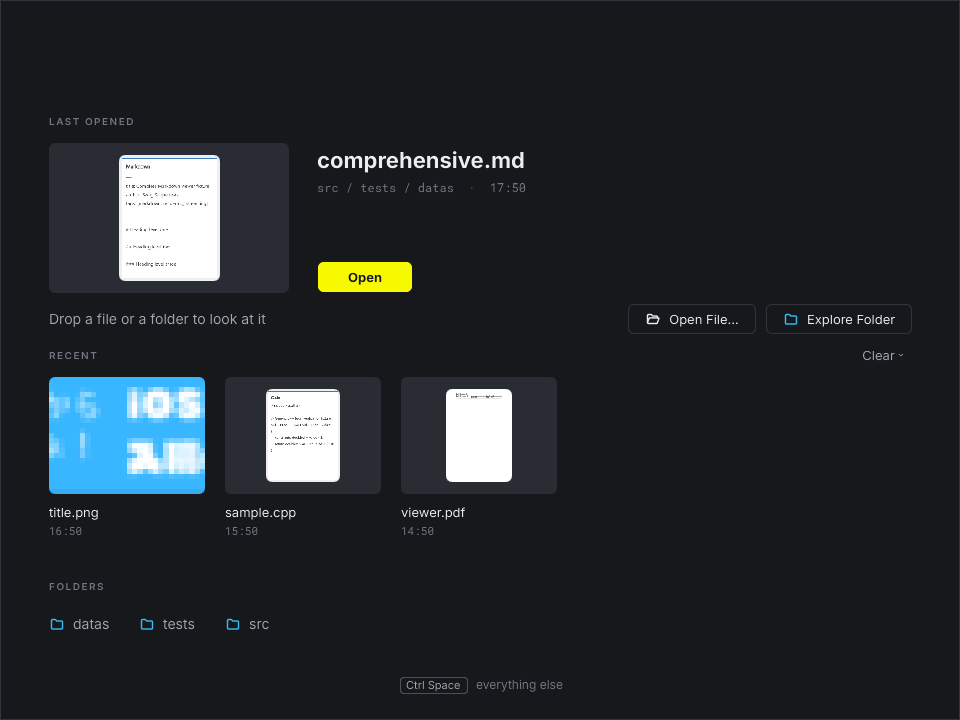 LAST OPENED
Markdown
comprehensive.md
src / tests / datas · 17:50
Open
Drop a file or a folder to look at it
Open File...
Explore Folder
RECENT
Clear
iOS
title.png
16:50
sample.cpp
15:50
viewer.pdf
14:50
FOLDERS
datas
tests
src
Ctrl Space
everything else